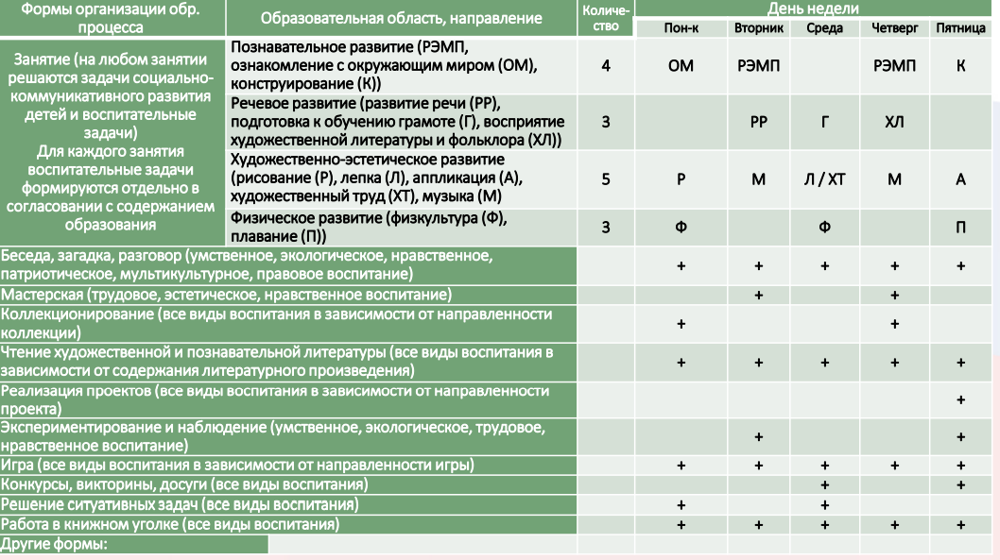 Формы организации обр.
процесса
Образовательная область, направление
Количе-
ство
День недели
Пон-к Вторник Среда Четверг Пятница
Занятие (на любом занятии
решаются задачи социально-
коммуникативного развития
детей и воспитательные
задачи)
Для каждого занятия
воспитательные задачи
формируются отдельно в
согласовании с содержанием
образования
Познавательное развитие (РЭМП,
ознакомление с окружающим миром (ОМ),
конструирование (К))
4 ОМ РЭМП РЭМП К
Речевое развитие (развитие речи (РР),
подготовка к обучению грамоте (Г), восприятие
художественной литературы и фольклора (ХЛ))
3 РР Г ХЛ
Художественно-эстетическое развитие
(рисование (Р), лепка (Л), аппликация (А),
художественный труд (ХТ), музыка (М)
5 Р М Л / ХТ М А
Физическое развитие (физкультура (Ф),
плавание (П))
3 Ф Ф П
Беседа, загадка, разговор (умственное, экологическое, нравственное,
патриотическое, мультикультурное, правовое воспитание)
+ + + + +
Мастерская (трудовое, эстетическое, нрвственное воспитание)
+ +
Коллекционирование (все виды воспитания в зависимости от направленности
коллекции)
+ +
Чтение художественной и познавательной литературы (все виды воспитания в
зависимости от содержания литературного произведения)
+ + + + +
Реализация проектов (все виды воспитания в зависимости от направленности
проекта)
+
Экспериментирование и наблюдение (умственное, экологическое, трудовое,
нравственное воспитание)
+ +
Игра (все виды воспитания в зависимости от направленности игры)
+ + + + +
Конкурсы, викторины, досуги (все виды воспитания)
+ +
Решение ситуативных задач (все виды воспитания)
+ +
Работа в книжном уголке (все виды воспитания)
+ + + + +
Другие формы: